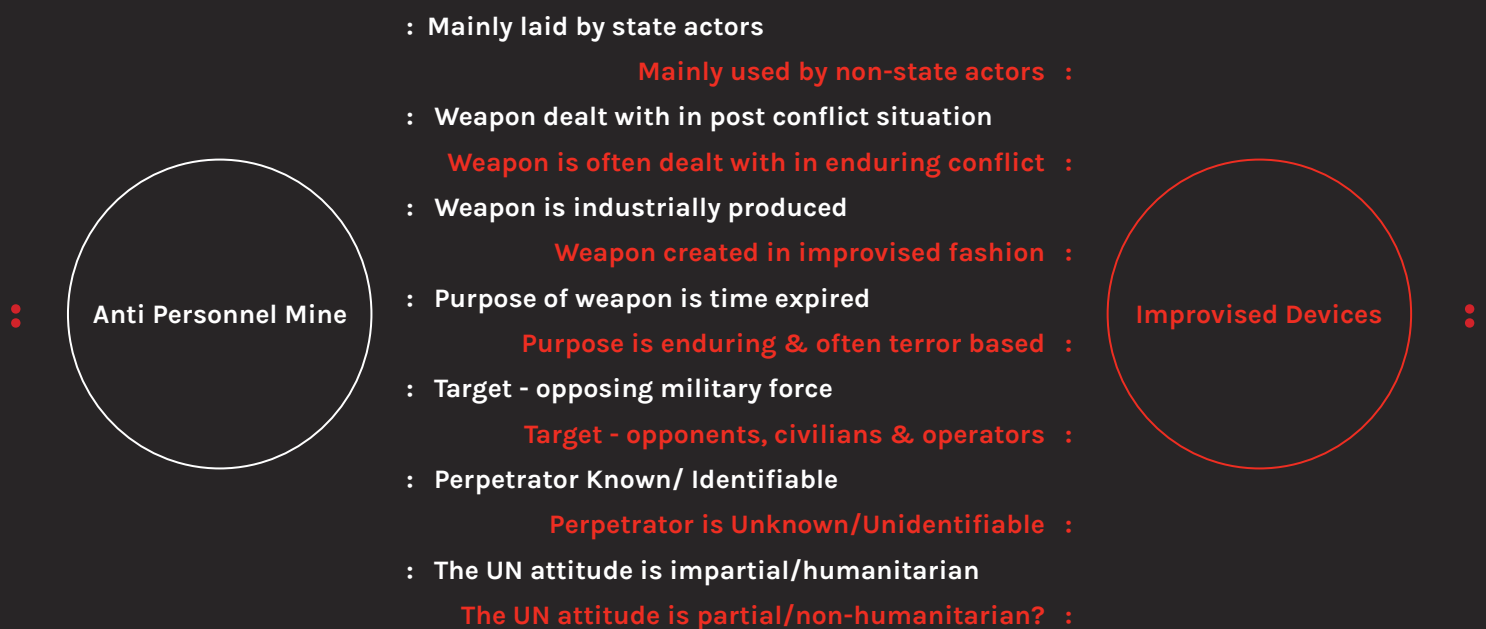 : Mainly laid by state actors
Mainly used by non-state actors :
: Weapon dealt with in post conflict situation
Weapon is often dealt with in enduring conflict :
: Weapon is industrially produced
Weapon created in improvised fashion :
: Purpose of weapon is time expired
: Anti Personnel Mine
Improvised Devices :
Purpose is enduring & often terror based :
: Target - opposing military force
Target - opponents, civilians & operators :
: Perpetrator Known/ Identifiable
Perpetrator is Unknown/Unidentifiable :
: The UN attitude is impartial/humanitarian
The UN attitude is partial/non-humanitarian? :